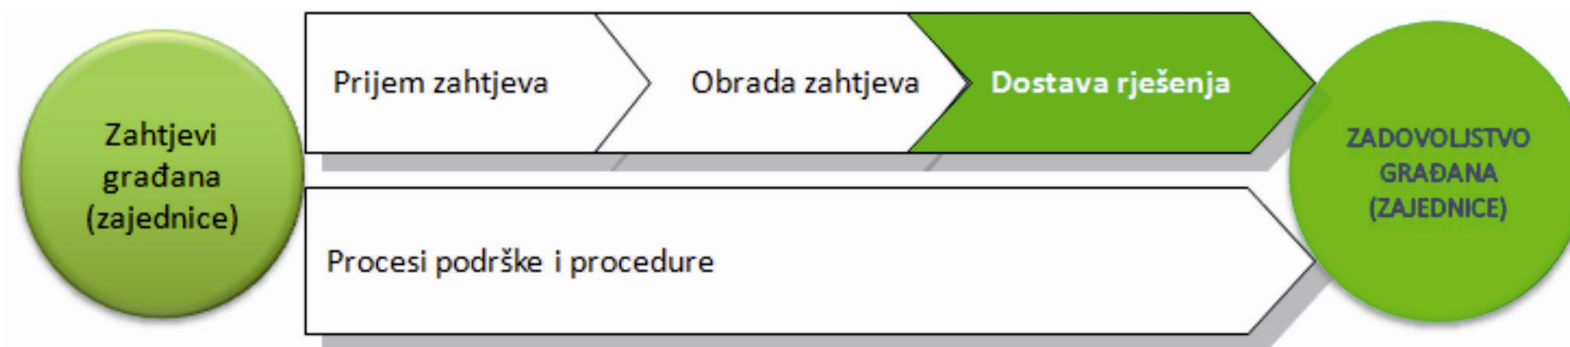 Zahtjevi
građana
(zajednice)
Prijem zahtjeva
Obrada zahtjeva
Dostava rješenja
Procesi podrške i procedure
ZADOVOLJSTVO
GRAĐANA
(ZAJEDNICE)